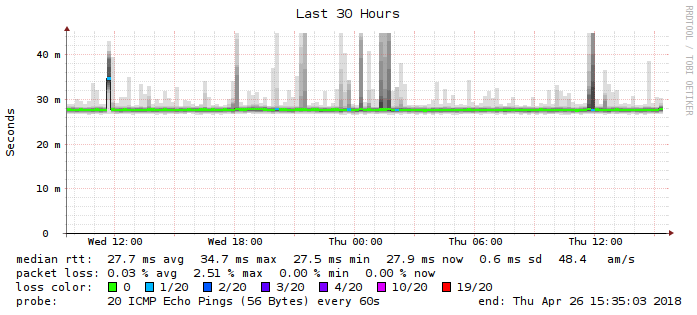 Last 30 Hours
RRDTOOL / TOBI OETIKER
Seconds
40 m
30 m
20 m
10 m
0
Wed 12:00 Wed 18:00 Thu 00:00 Thu 06:00 Thu 12:00
median rtt: 27.7 ms avg 34.7 ms max 27.5 ms min 27.9 ms now 0.6 ms sd 48.4 am/s
packet loss: 0.03 % avg 2.51 % max 0.00 % min 0.00 % now
loss color: 0 1/20 2/20 3/20 4/20 10/20 19/20
probe: 20 ICMP Echo Pings (56 Bytes) every 60s end: Thu Apr 26 15:35:03 2018